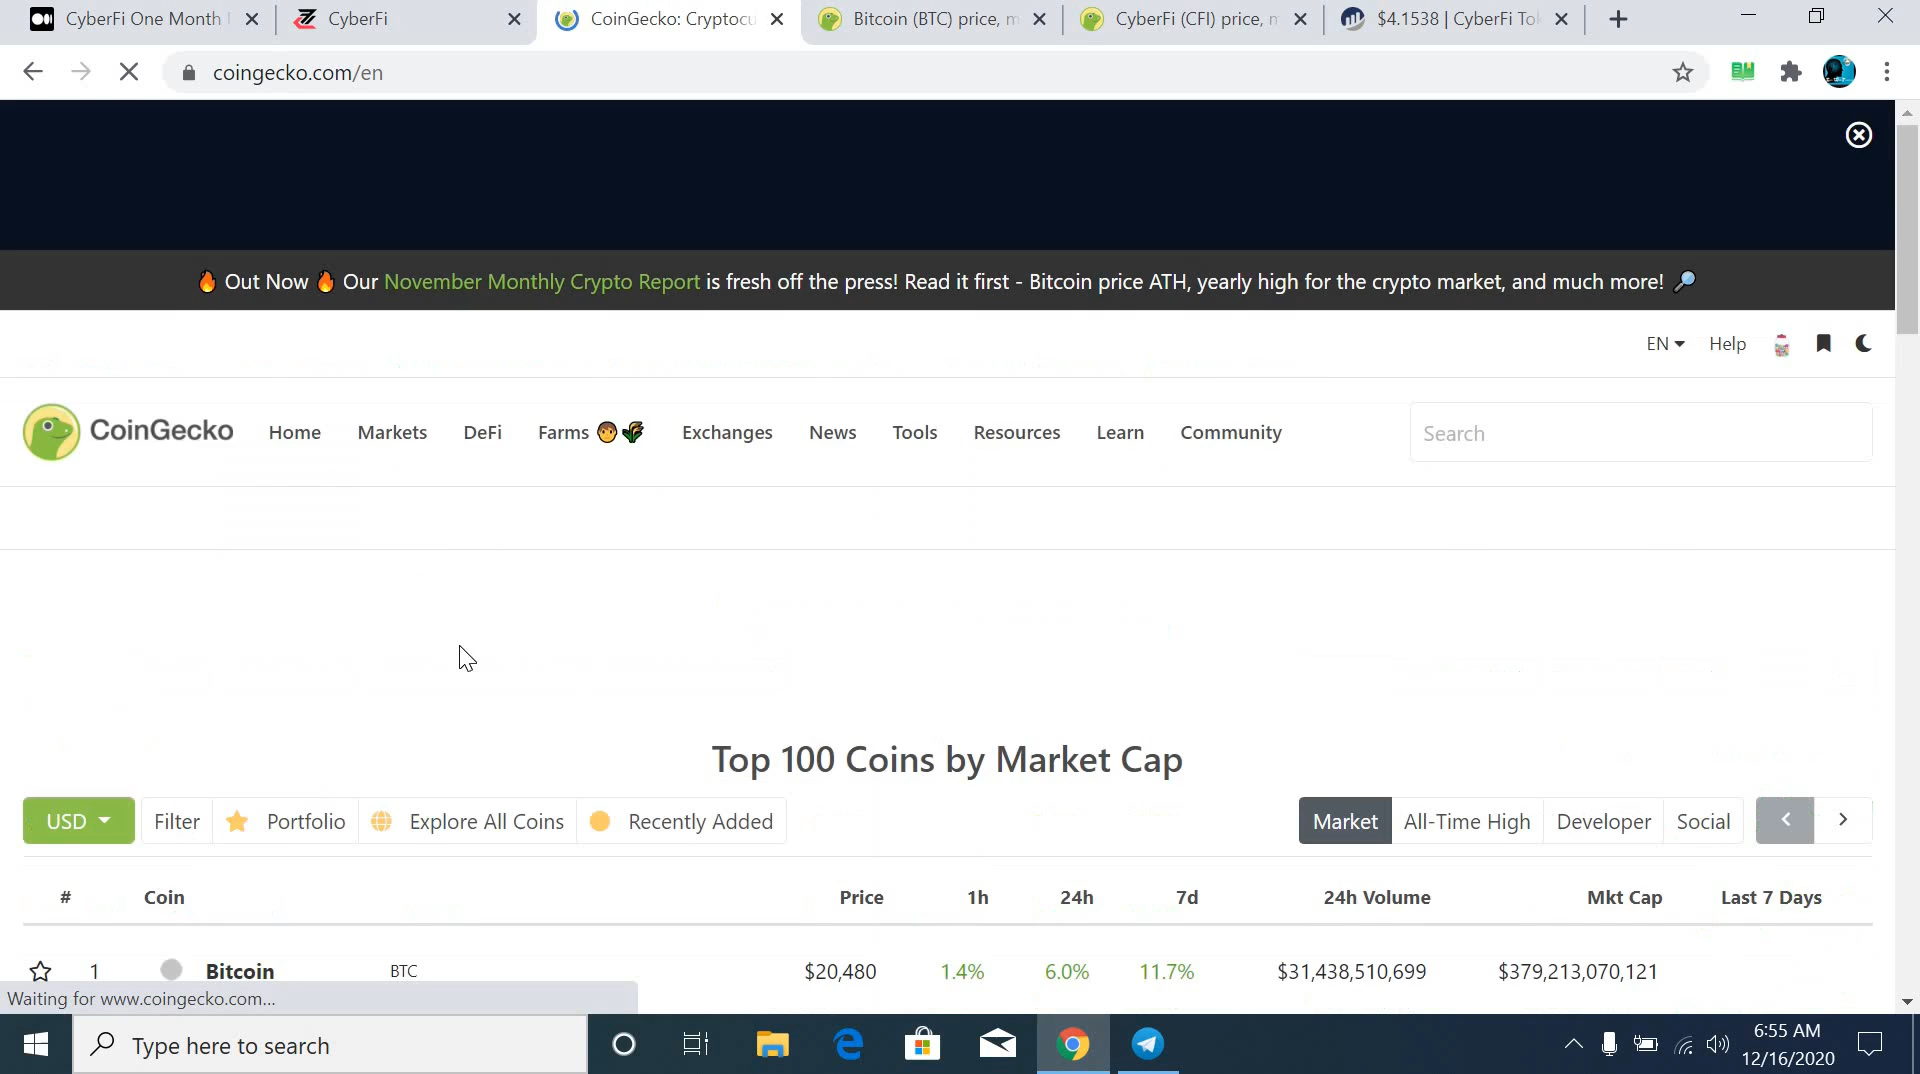 CyberFi One Month
CyberFi
CoinGecko: Cryptocu
Bitcoin (BTC) price, m
CyberFi (CFI) price, m
$4.1538 | CyberFi Tok
coingecko.com/en
🔥 Out Now 🔥 Our November Monthly Crypto Report is fresh off the press! Read it first - Bitcoin price ATH, yearly high for the crypto market, and much more! 🔎
EN
Help
CoinGecko
Home
Markets
DeFi
Farms
Exchanges
News
Tools
Resources
Learn
Community
Search
Top 100 Coins by Market Cap
USD
Filter
Portfolio
Explore All Coins
Recently Added
Market
All-Time High
Developer
Social
# Coin Price 1h 24h 7d 24h Volume Mkt Cap Last 7 Days
1 Bitcoin BTC $20,480 1.4% 6.0% 11.7% $31,438,510,699 $379,213,070,121
Waiting for www.coingecko.com...
Type here to search
6:55 AM
12/16/2020